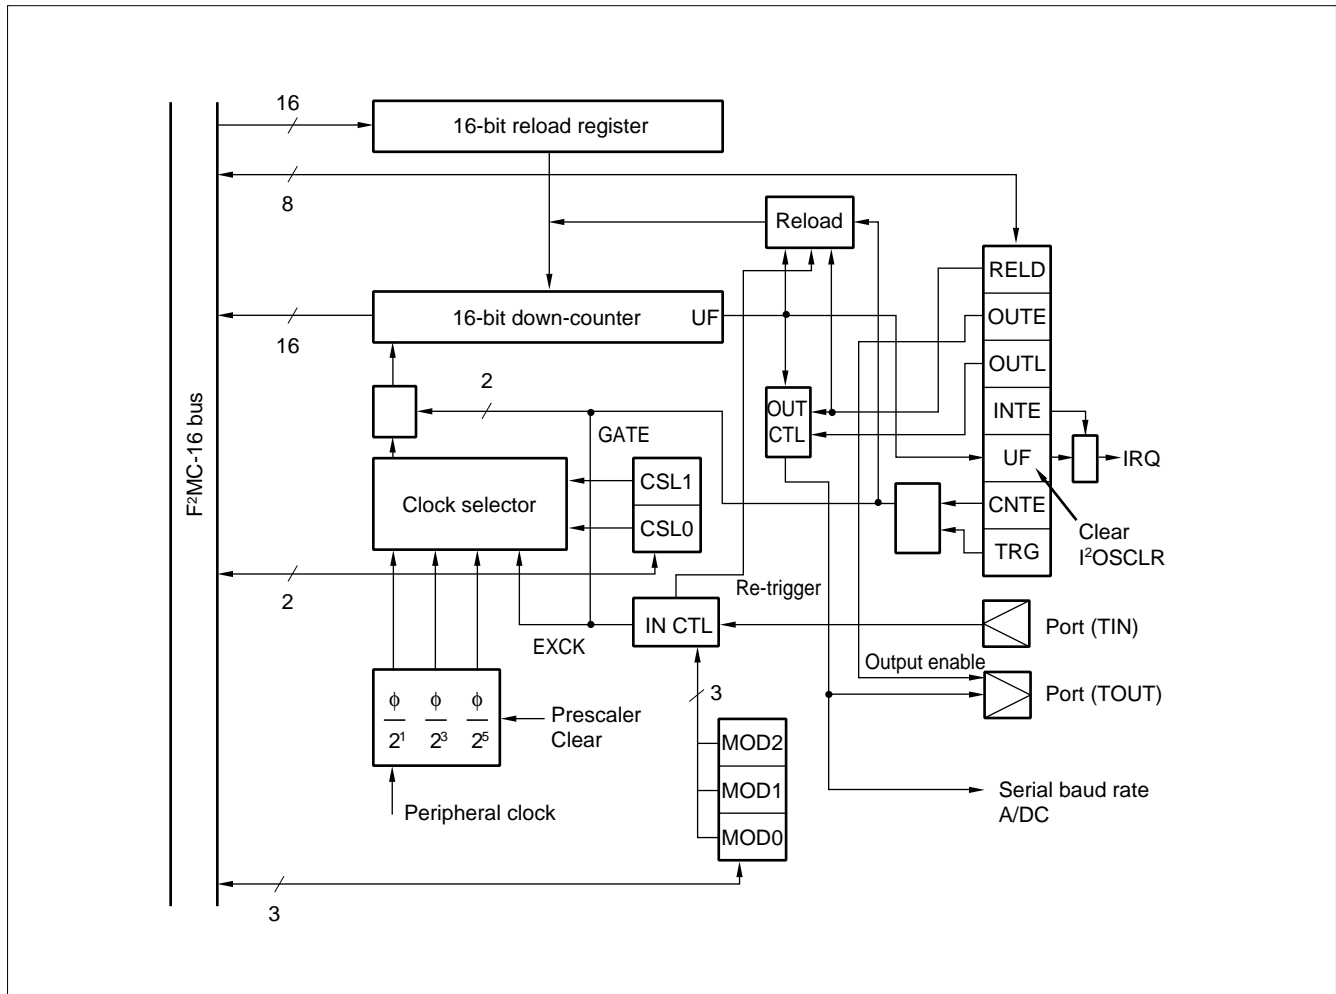 16
16-bit reload register
8
Reload
RELD
16-bit down-counter UF
OUTE
16
OUTL
2
OUT
CTL
INTE
GATE
F²MC-16 bus
UF
IRQ
Clock selector
CSL1
CSL0
CNTE
Clear
I²OSCLR
TRG
2
Re-trigger
IN CTL
Port (TIN)
EXCK
Output enable
Port (TOUT)
3
ϕ ϕ ϕ
2¹ 2³ 2⁵
Prescaler
Clear
MOD2
MOD1
MOD0
Serial baud rate
A/DC
Peripheral clock
3